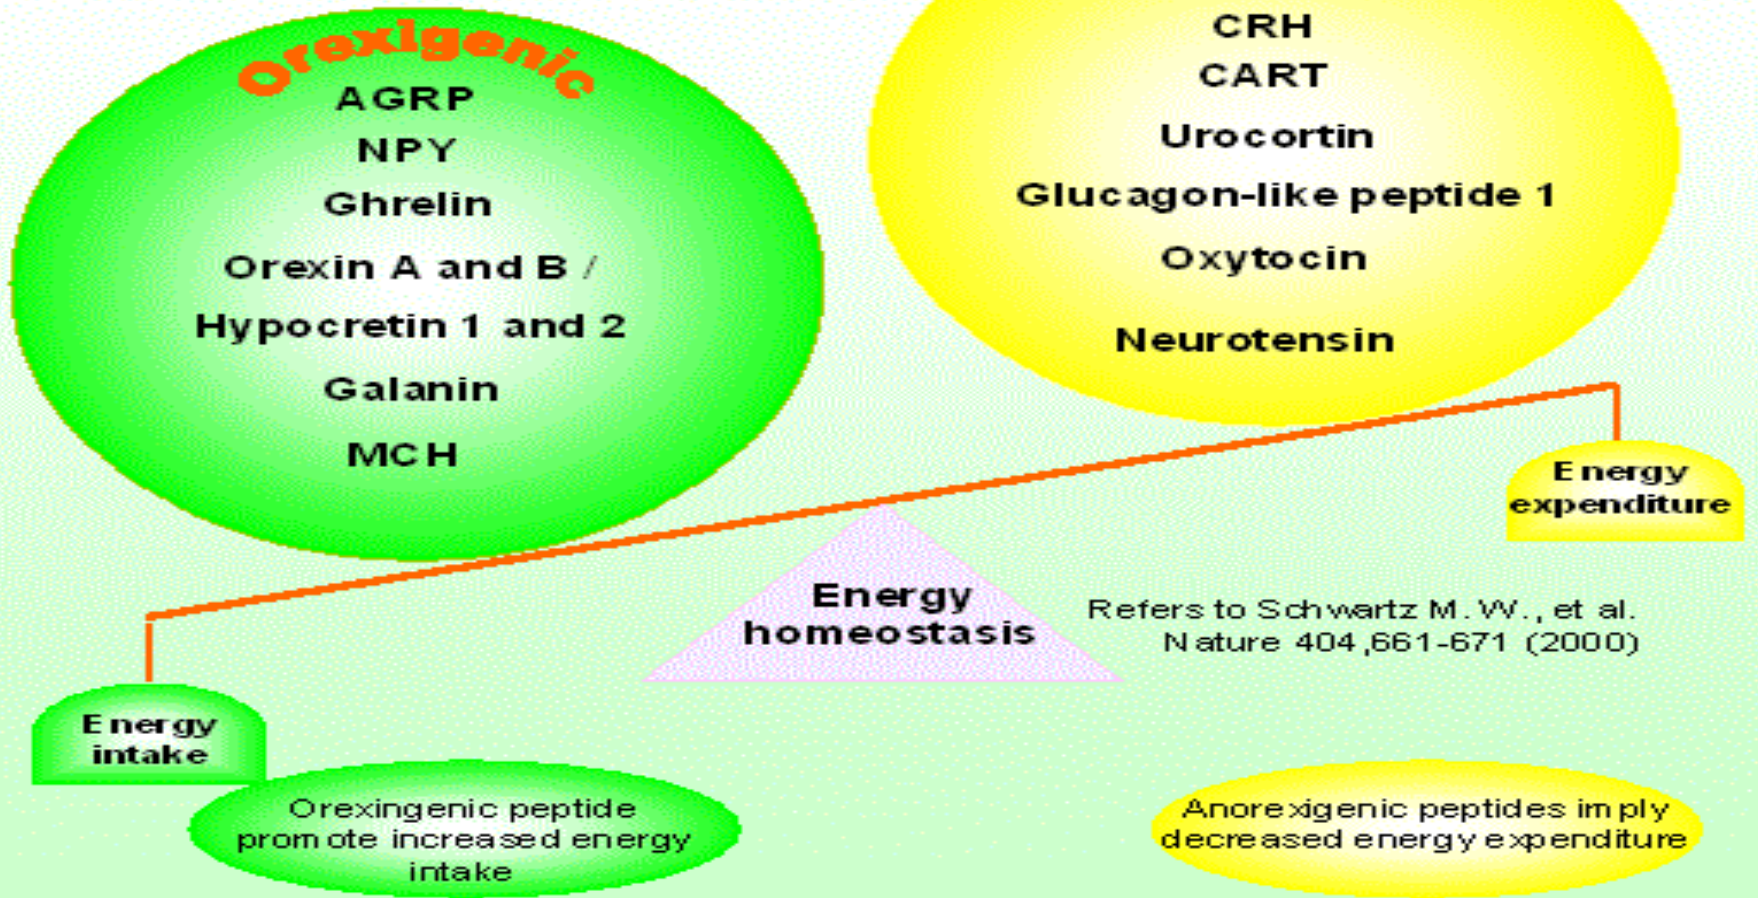 Orexigenic
AGRP
NPY
Ghrelin
Orexin A and B /
Hypocretin 1 and 2
Galanin
MCH
CRH
CART
Urocortin
Glucagon-like peptide 1
Oxytocin
Neurotensin
Energy
expenditure
Energy
homeostasis
Refers to Schwartz M. W., et al.
Nature 404,661-671 (2000)
Energy
intake
Orexingenic peptide
promote increased energy
intake
Anorexigenic peptides imply
decreased energy expenditure